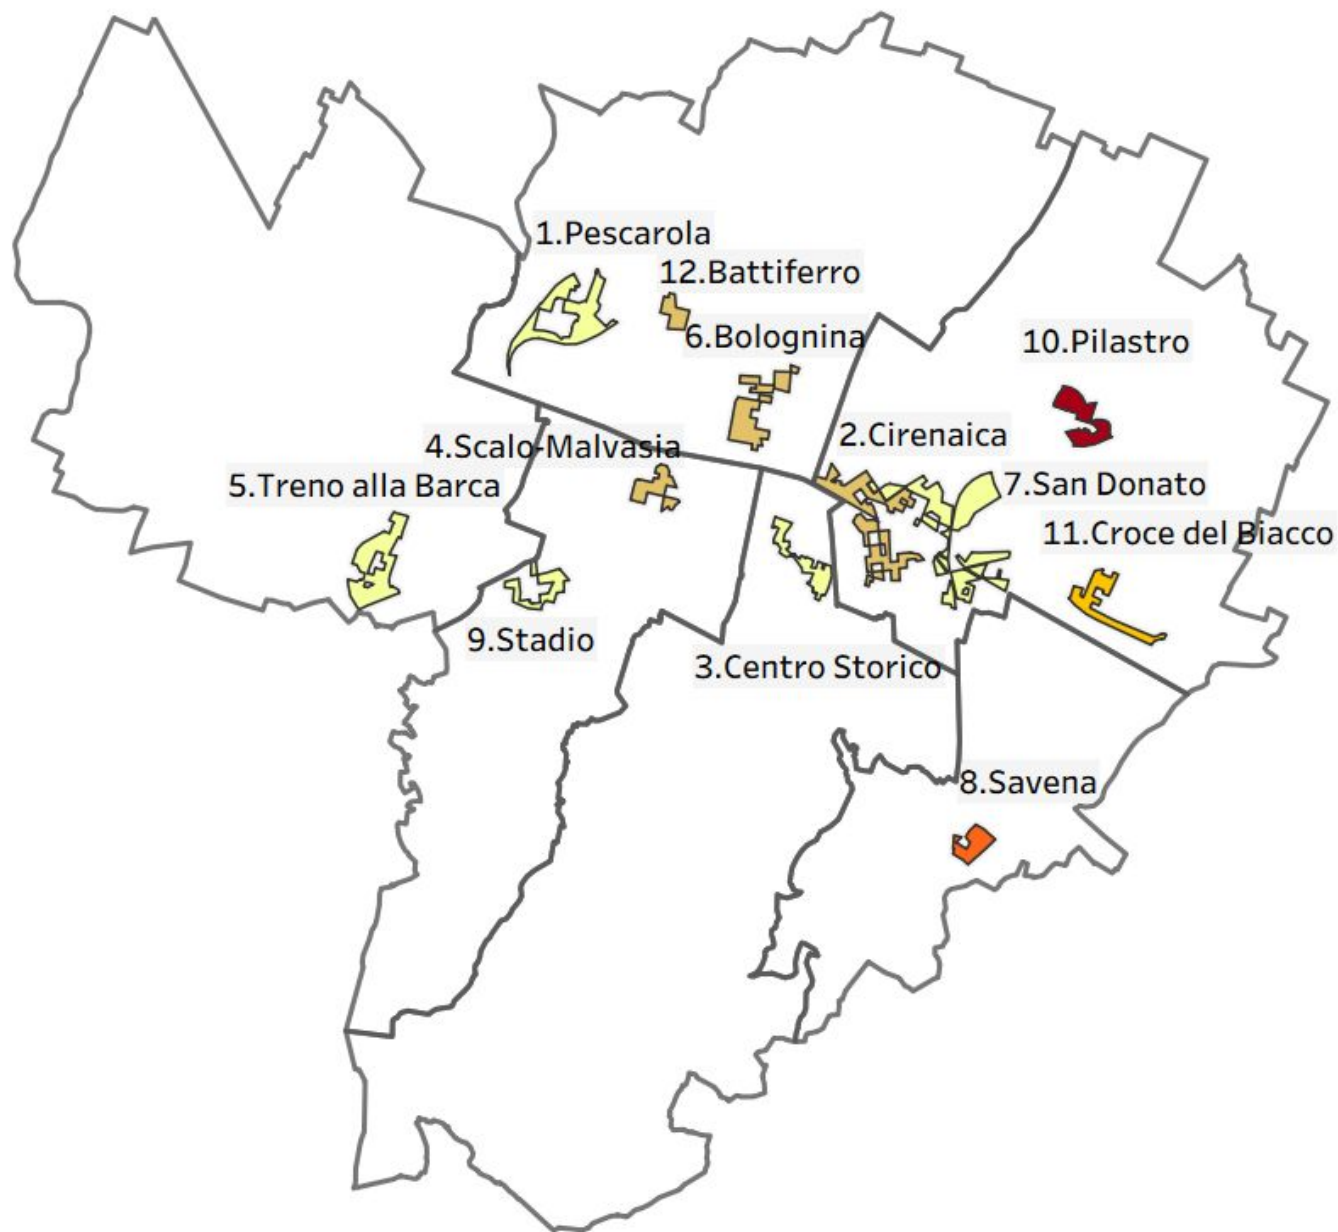 1.Pescarola
12.Battiferro
6.Bolognina
10.Pilastro
2.Cirenaica
4.Scalo-Malvasia
5.Treno alla Barca
7.San Donato
11.Croce del Biacco
9.Stadio
3.Centro Storico
8.Savena